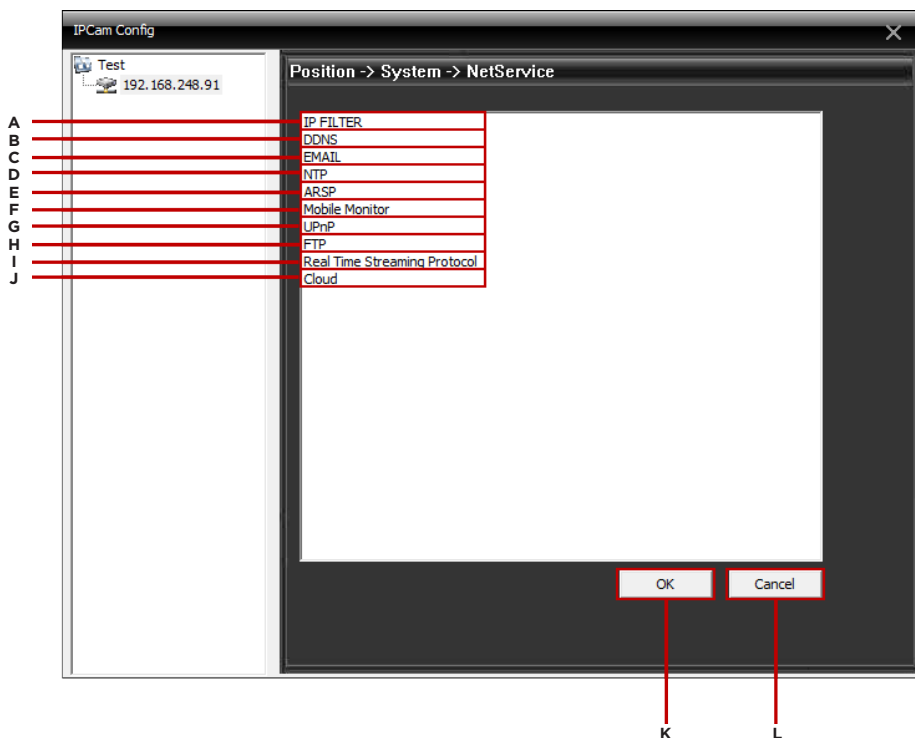 IPCam Config
Test
192.168.248.91
Position -> System -> NetService
A IP FILTER
B DDNS
C EMAIL
D NTP
E ARSP
F Mobile Monitor
G UPnP
H FTP
I Real Time Streaming Protocol
J Cloud
OK Cancel
K L